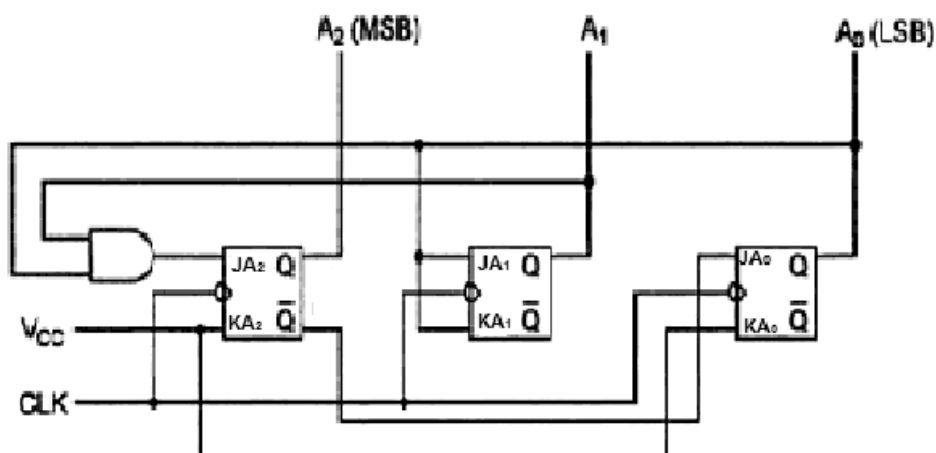 A₂ (MSB) A₁ A₀ (LSB)
JA₂ Q JA₁ Q JA₀ Q
KA₂ Q̅ KA₁ Q̅ KA₀ Q̅
VCC
CLK